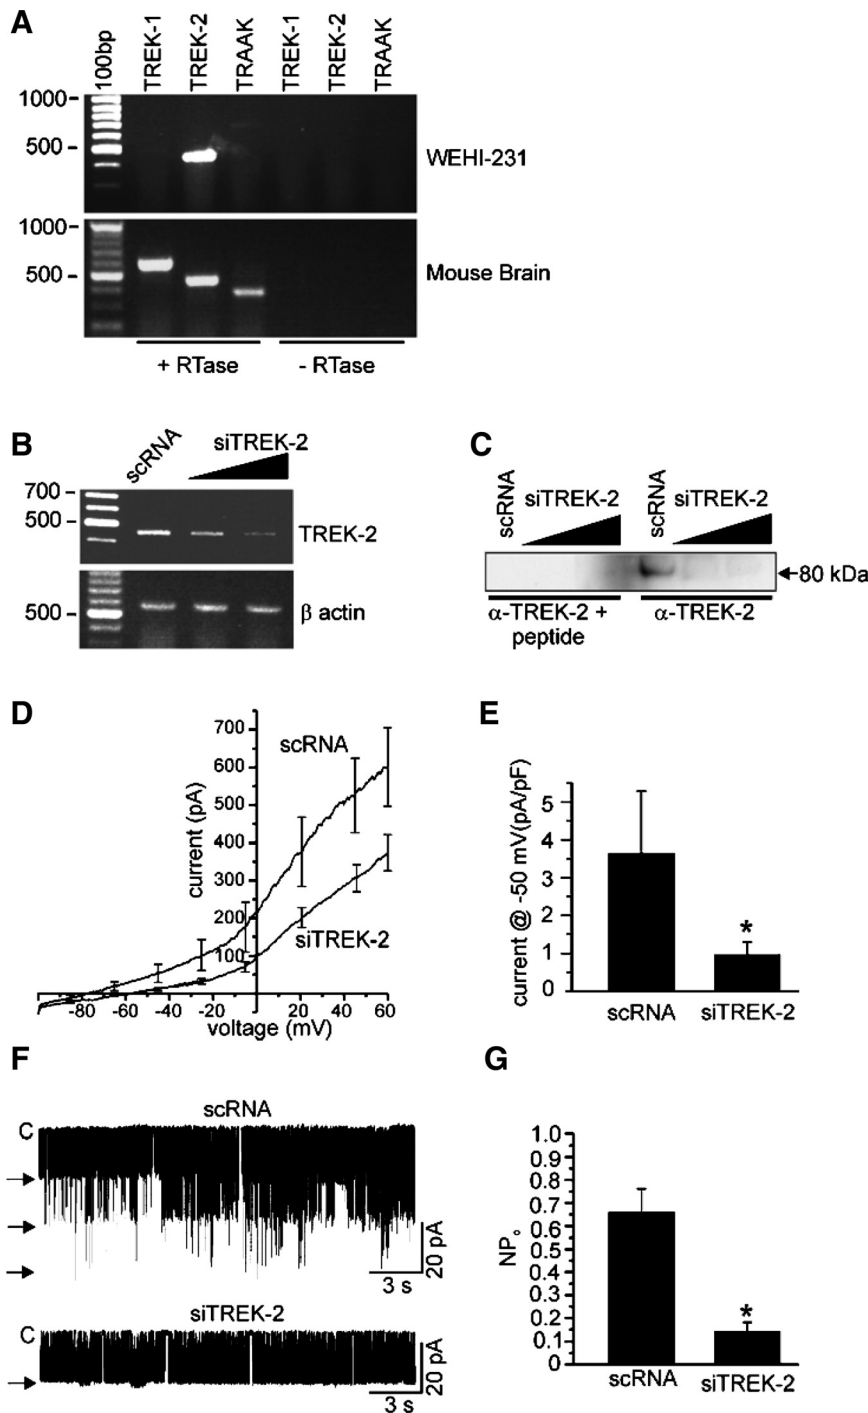 A
100bp
TREK-1
TREK-2
TRAAK
TREK-1
TREK-2
TRAAK
1000
500
WEHI-231
1000
500
Mouse Brain
+ RTase
- RTase
B
scRNA
siTREK-2
700
500
TREK-2
500
β actin
C
scRNA
siTREK-2
scRNA
siTREK-2
80 kDa
α-TREK-2 +
peptide
α-TREK-2
D
700
600
500
400
300
200
100
current (pA)
scRNA
siTREK-2
-80 -60 -40 -20 20 40 60
voltage (mV)
E
5
4
3
2
1
0
current @ -50 mV(pA/pF)
*
scRNA siTREK-2
F
scRNA
C
20 pA
3 s
siTREK-2
C
20 pA
3 s
G
1.0
0.9
0.8
0.7
0.6
0.5
0.4
0.3
0.2
0.1
0
NPo
*
scRNA siTREK-2